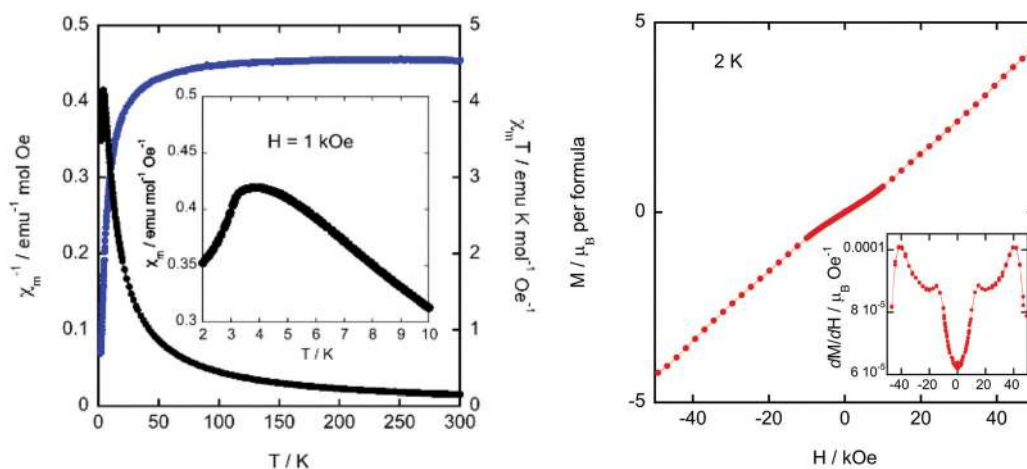 χm-1 / emu-1 mol Oe
0.5
0.4
0.3
0.2
0.1
0
5
4
3
2
1
0
χmT / emu K mol-1 Oe-1
0 50 100 150 200 250 300
T / K
H = 1 kOe
χm / emu mol-1 Oe-1
0.5
0.45
0.4
0.35
0.3
2 3 4 5 6 7 8 9 10
T / K
2 K
M / μB per formula
5
0
-5
-40 -20 0 20 40
H / kOe
dM/dH / μB Oe-1
0.0001
8 10-5
6 10-5
-40 -20 0 20 40